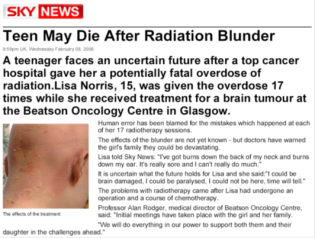 sky NEWS
Teen May Die After Radiation Blunder
9:59pm UK, Wednesday February 08, 2006
A teenager faces an uncertain future after a top cancer
hospital gave her a potentially fatal overdose of
radiation.Lisa Norris, 15, was given the overdose 17
times while she received treatment for a brain tumour at
the Beatson Oncology Centre in Glasgow.
Human error has been blamed for the mistakes which happened at each
of her 17 radiotherapy sessions.
The effects of the blunder are not yet known - but doctors have warned
the girl's family they could be devastating.
Lisa told Sky News: "I've got burns down the back of my neck and burns
down my ear. It's really sore and I can't really do much."
It is uncertain what the future holds for Lisa and she said:"I could be
brain damaged, I could be paralysed. I could not be here, time will tell."
The problems with radiotherapy came after Lisa had undergone an
operation and a course of chemotherapy.
Professor Alan Rodger, medical director of Beatson Oncology Centre,
said: "Initial meetings have taken place with the girl and her family.
The effects of the treatment
"We will do everything in our power to support both them and their
daughter in the challenges ahead."